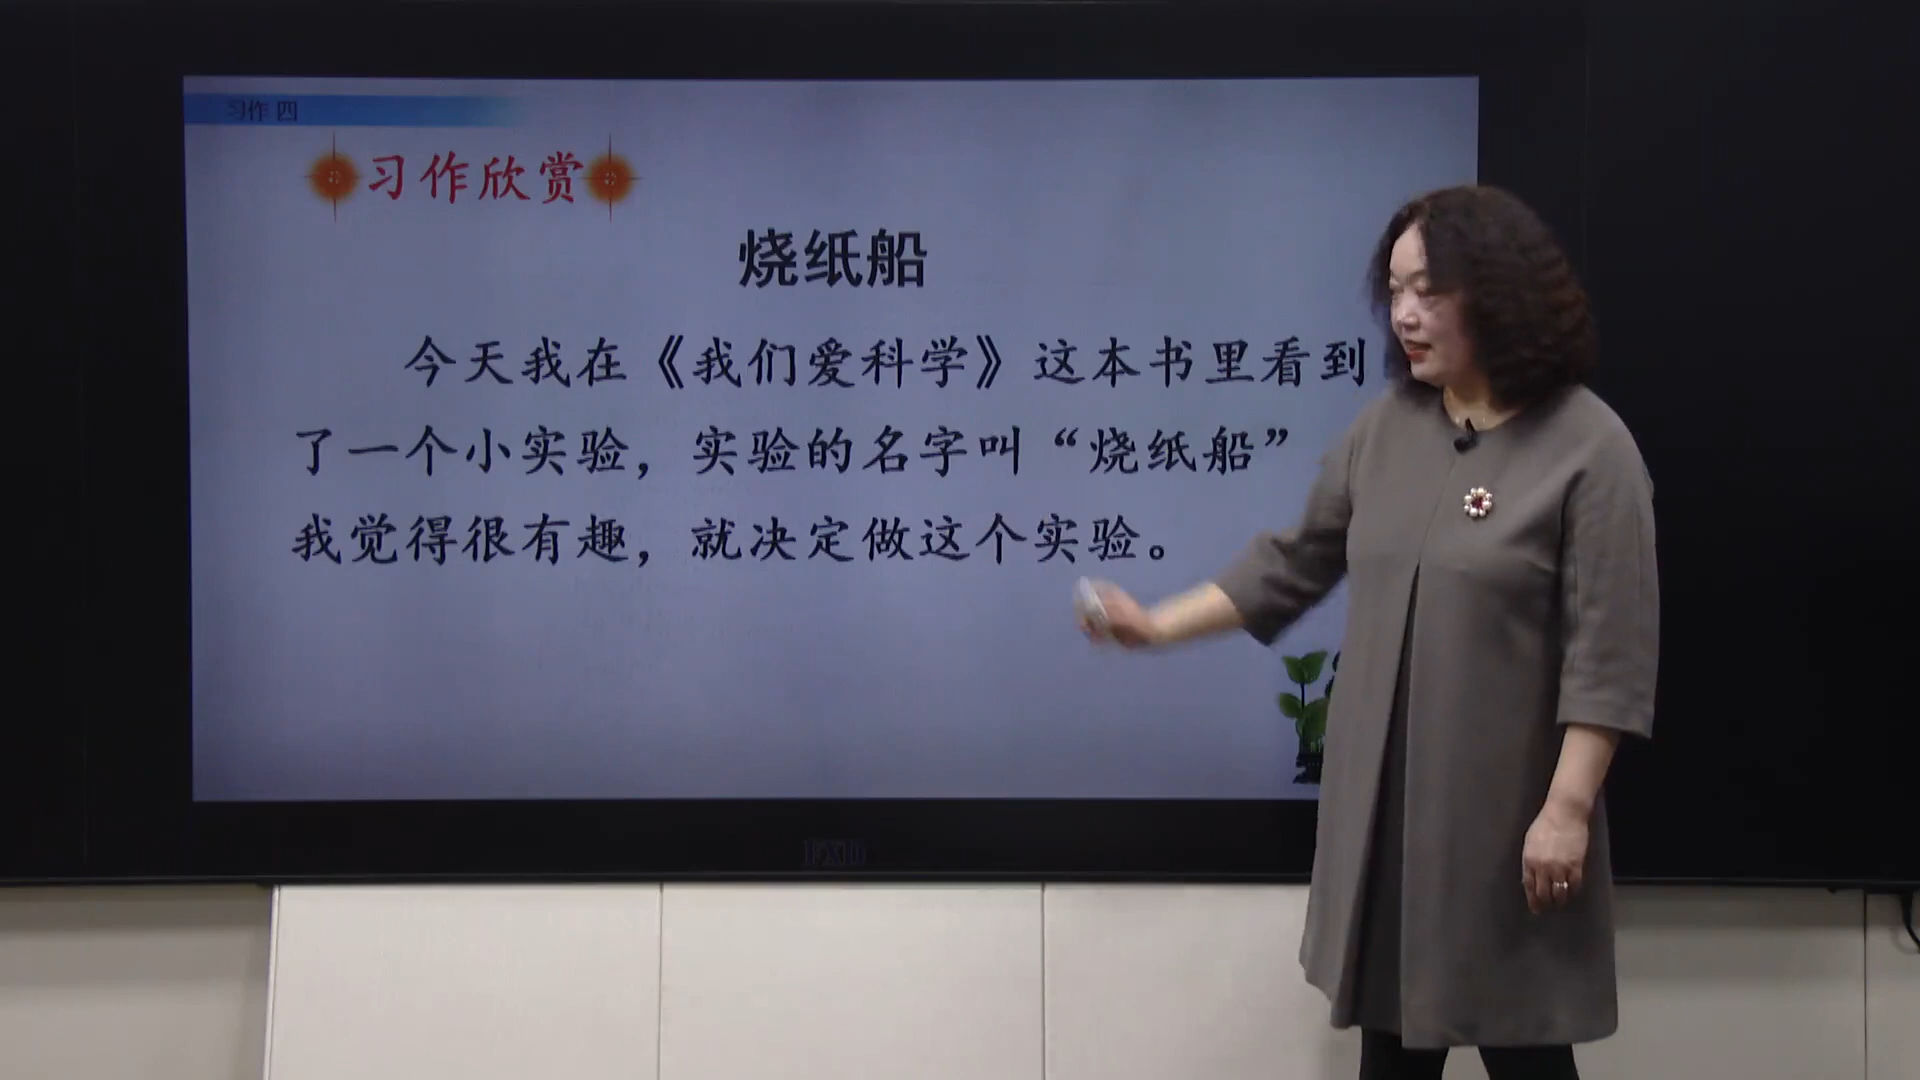 习作 四
习作欣赏
烧纸船
今天我在《我们爱科学》这本书里看到
了一个小实验，实验的名字叫“烧纸船”
我觉得很有趣，就决定做这个实验。